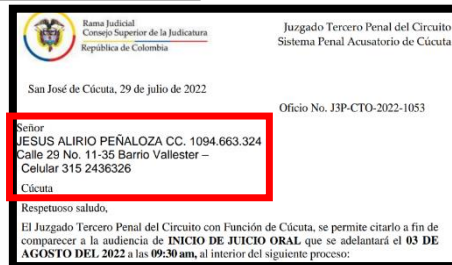 Rama Judicial
Consejo Superior de la Judicatura
República de Colombia
Juzgado Tercero Penal del Circuito
Sistema Penal Acusatorio de Cúcuta
San José de Cúcuta, 29 de julio de 2022
Oficio No. J3P-CTO-2022-1053
Señor
JESUS ALIRIO PEÑALOZA CC. 1094.663.324
Calle 29 No. 11-35 Barrio Vallester –
Celular 315 2436326
Cúcuta
Respetuoso saludo,
El Juzgado Tercero Penal del Circuito con Función de Cúcuta, se permite citarlo a fin de
comparecer a la audiencia de INICIO DE JUICIO ORAL que se adelantará el 03 DE
AGOSTO DEL 2022 a las 09:30 am, al interior del siguiente proceso: